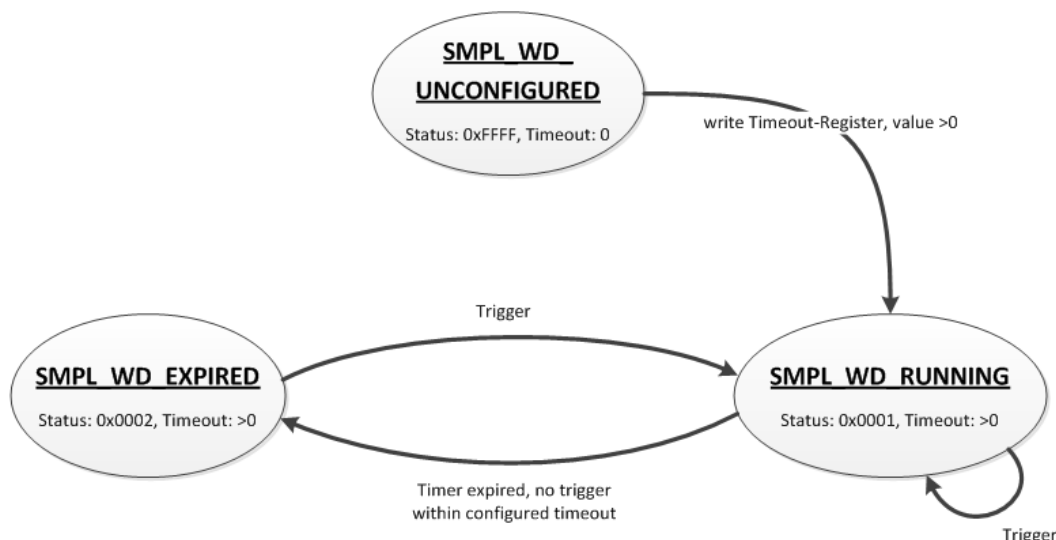 SMPL_WD_
UNCONFIGURED
Status: 0xFFFF, Timeout: 0
write Timeout-Register, value >0
Trigger
SMPL_WD_EXPIRED
Status: 0x0002, Timeout: >0
SMPL_WD_RUNNING
Status: 0x0001, Timeout: >0
Timer expired, no trigger
within configured timeout
Trigger